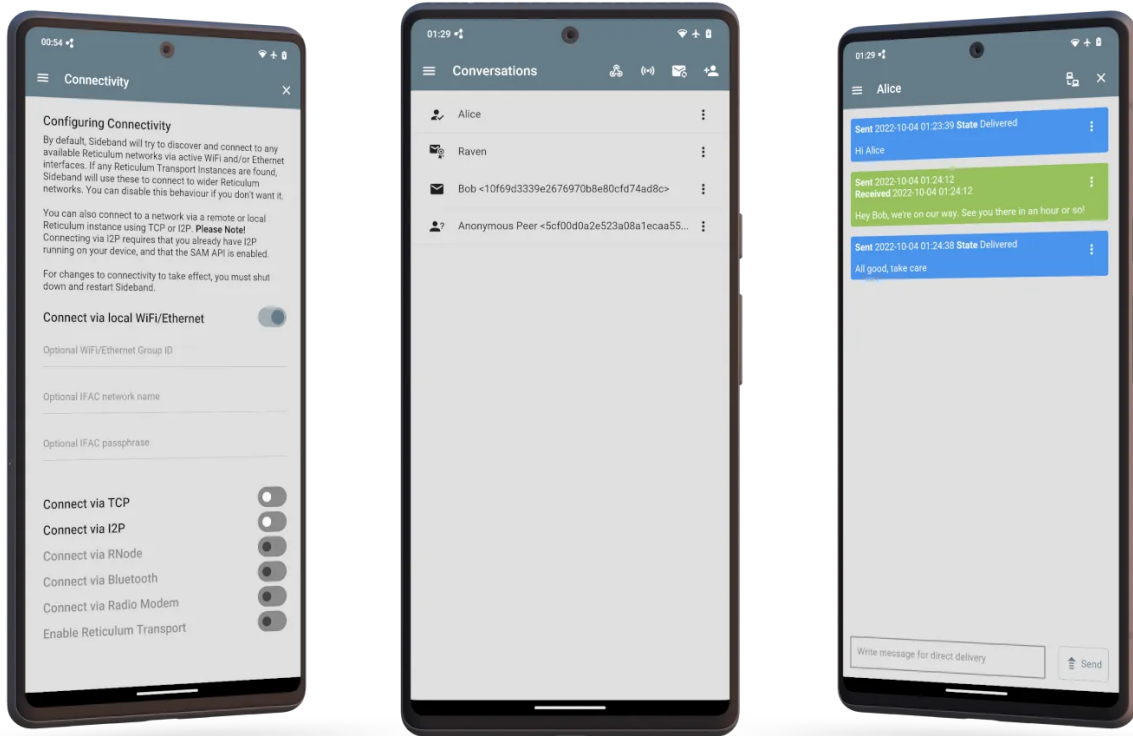 00:54
Connectivity
Configuring Connectivity
By default, Sideband will try to discover and connect to any
available Reticulum networks via active WiFi and/or Ethernet
interfaces. If any Reticulum Transport Instances are found,
Sideband will use these to connect to wider Reticulum
networks. You can disable this behaviour if you don't want it.
You can also connect to a network via a remote or local
Reticulum instance using TCP or I2P. Please Note!
Connecting via I2P requires that you already have I2P
running on your device, and that the SAM API is enabled.
For changes to connectivity to take effect, you must shut
down and restart Sideband.
Connect via local WiFi/Ethernet
Optional WiFi/Ethernet Group ID
Optional IFAC network name
Optional IFAC passphrase
Connect via TCP
Connect via I2P
Connect via RNode
Connect via Bluetooth
Connect via Radio Modem
Enable Reticulum Transport
01:29
Conversations
Alice
Raven
Bob <10f69d3339e2676970b8e80cfd74ad8c>
Anonymous Peer <5cf00d0a2e523a08a1ecaa55...
01:29
Alice
Sent 2022-10-04 01:23:39 State Delivered
Hi Alice
Sent 2022-10-04 01:24:12
Received 2022-10-04 01:24:12
Hey Bob, we're on our way. See you there in an hour or so!
Sent 2022-10-04 01:24:38 State Delivered
All good, take care
Write message for direct delivery
Send